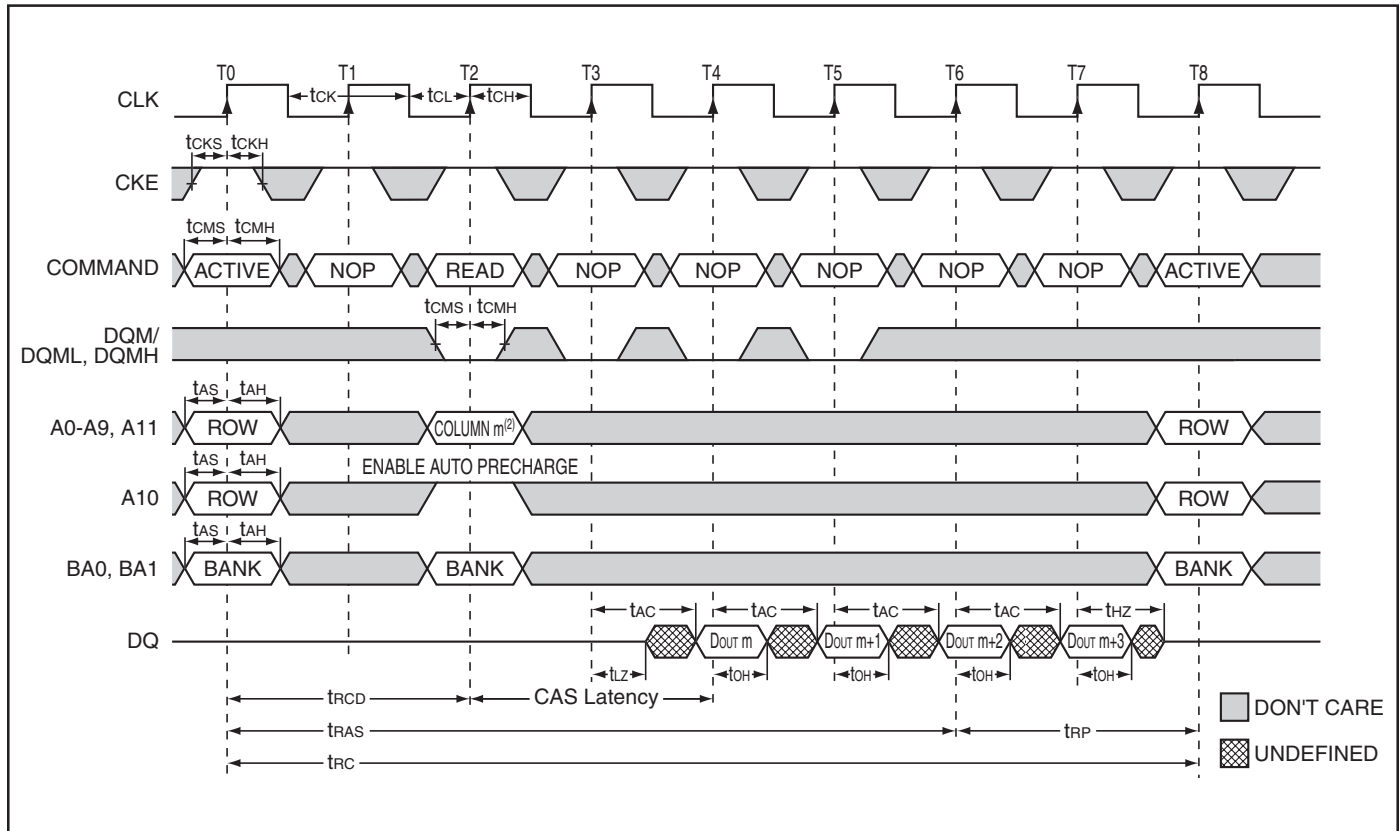 T0 T1 T2 T3 T4 T5 T6 T7 T8
CLK tCK tCL tCH
tCKS tCKH
CKE
tCMS tCMH
COMMAND ACTIVE NOP READ NOP NOP NOP NOP NOP ACTIVE
tCMS tCMH
DQM/
DQML, DQMH
tAS tAH
A0-A9, A11 ROW COLUMN m(2) ROW
tAS tAH ENABLE AUTO PRECHARGE
A10 ROW ROW
tAS tAH
BA0, BA1 BANK BANK BANK
tAC tAC tAC tAC tHZ
DQ DOUT m DOUT m+1 DOUT m+2 DOUT m+3
tLZ tOH tOH tOH tOH
tRCD CAS Latency
DON'T CARE
tRAS tRP
UNDEFINED
tRC